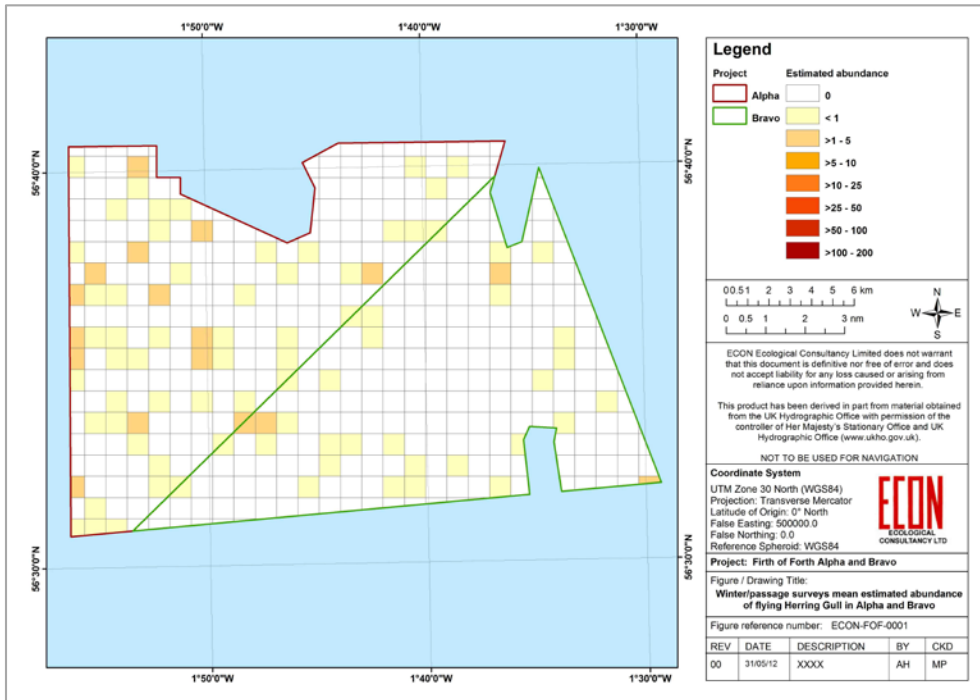 1°50'0"W 1°40'0"W 1°30'0"W
56°40'0"N 56°40'0"N
56°30'0"N 56°30'0"N
1°50'0"W 1°40'0"W 1°30'0"W
Legend
Project Estimated abundance
Alpha 0
Bravo < 1
>1 - 5
>5 - 10
>10 - 25
>25 - 50
>50 - 100
>100 - 200
0 0.5 1 2 3 4 5 6 km
0 0.5 1 2 3 nm
N
W E
S
ECON Ecological Consultancy Limited does not warrant
that this document is definitive nor free of error and does
not accept liability for any loss caused or arising from
reliance upon information provided herein.
This product has been derived in part from material obtained
from the UK Hydrographic Office with permission of the
controller of Her Majesty's Stationary Office and UK
Hydrographic Office (www.ukho.gov.uk).
NOT TO BE USED FOR NAVIGATION
Coordinate System
UTM Zone 30 North (WGS84)
Projection: Transverse Mercator
Latitude of Origin: 0° North
False Easting: 500000.0
False Northing: 0.0
Reference Spheroid: WGS84
ECON
ECOLOGICAL
CONSULTANCY LTD
Project: Firth of Forth Alpha and Bravo
Figure / Drawing Title:
Winter/passage surveys mean estimated abundance
of flying Herring Gull in Alpha and Bravo
Figure reference number: ECON-FOF-0001
REV DATE DESCRIPTION BY CKD
00 31/05/12 XXXX AH MP